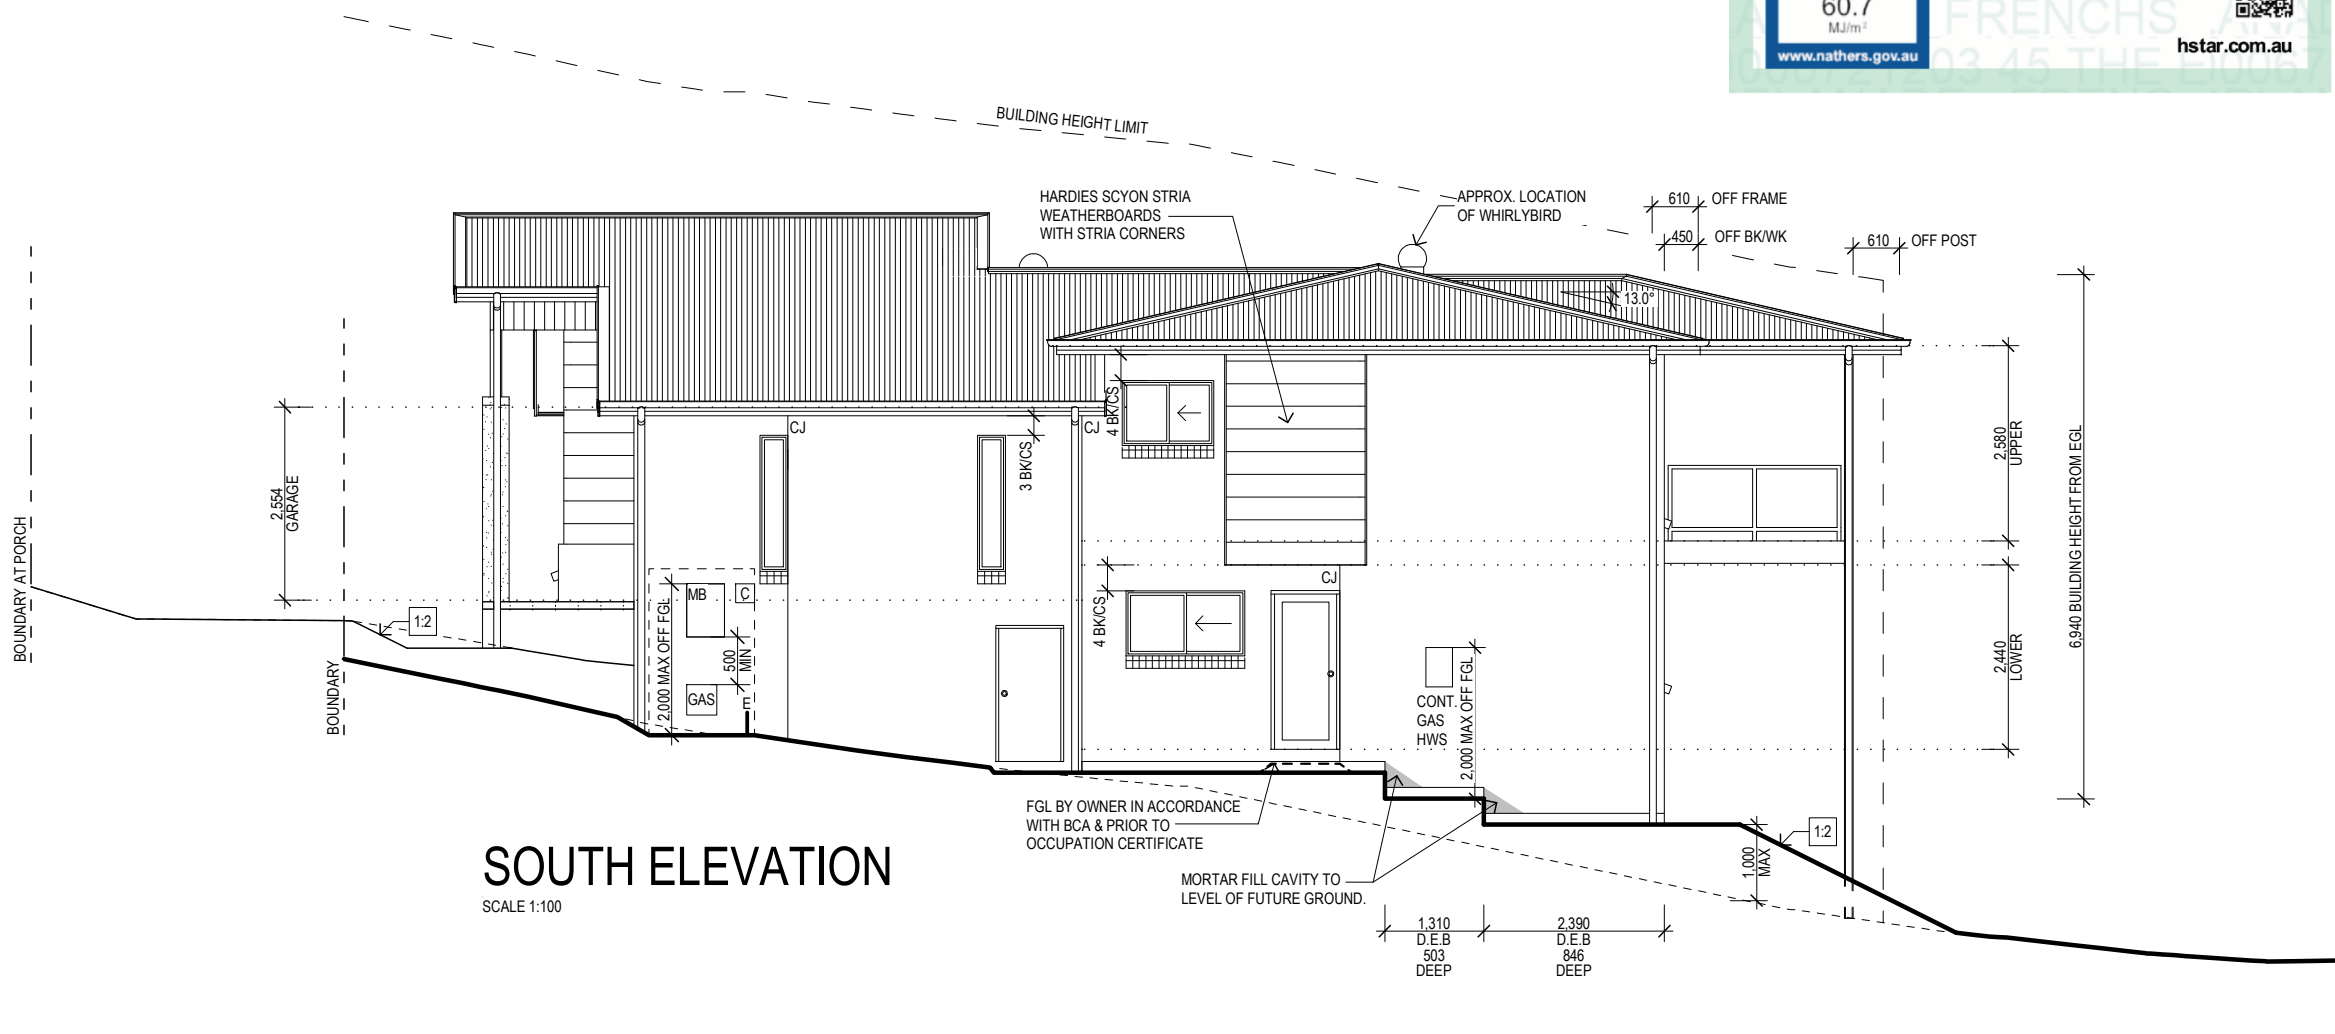 60.7
MJ/m²
www.nathers.gov.au
hstar.com.au
FRENCHS
203 45 THE
BUILDING HEIGHT LIMIT
HARDIES SCYON STRIA
WEATHERBOARDS
WITH STRIA CORNERS
APPROX. LOCATION
OF WHIRLYBIRD
610 OFF FRAME
450 OFF BK/WK
610 OFF POST
13.0°
BOUNDARY AT PORCH
BOUNDARY
2,554
GARAGE
1:2
CJ
3 BK/CS
CJ
4 BK/CS
4 BK/CS
CJ
MB
C
2,000 MAX OFF FGL
500
MIN
GAS
E
CONT.
GAS
HWS
2,000 MAX OFF FGL
2,580
UPPER
2,440
LOWER
6,940 BUILDING HEIGHT FROM EGL
FGL BY OWNER IN ACCORDANCE
WITH BCA & PRIOR TO
OCCUPATION CERTIFICATE
MORTAR FILL CAVITY TO
LEVEL OF FUTURE GROUND.
1:2
1,000
MAX
1,310
D.E.B
503
DEEP
2,390
D.E.B
846
DEEP
SOUTH ELEVATION
SCALE 1:100